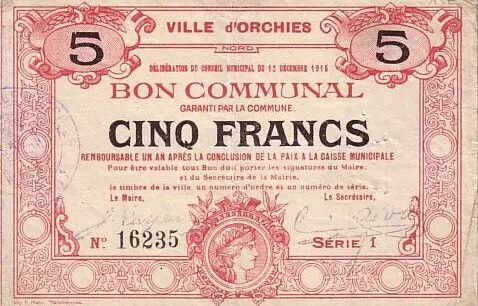 5 VILLE D'ORCHIES 5
NORD
DÉLIBÉRATION DU CONSEIL MUNICIPAL DU 12 DÉCEMBRE 1915
BON COMMUNAL
GARANTI PAR LA COMMUNE.
CINQ FRANCS
REMBOURSABLE UN AN APRÈS LA CONCLUSION DE LA PAIX A LA CAISSE MUNICIPALE
Pour être valable tout Bon doit porter les signatures du Maire,
et du Secrétaire de la Mairie,
le timbre de la ville, un numéro d'ordre et un numéro de série.
Le Maire, Le Secrétaire,
No 16235 SÉRIE 1